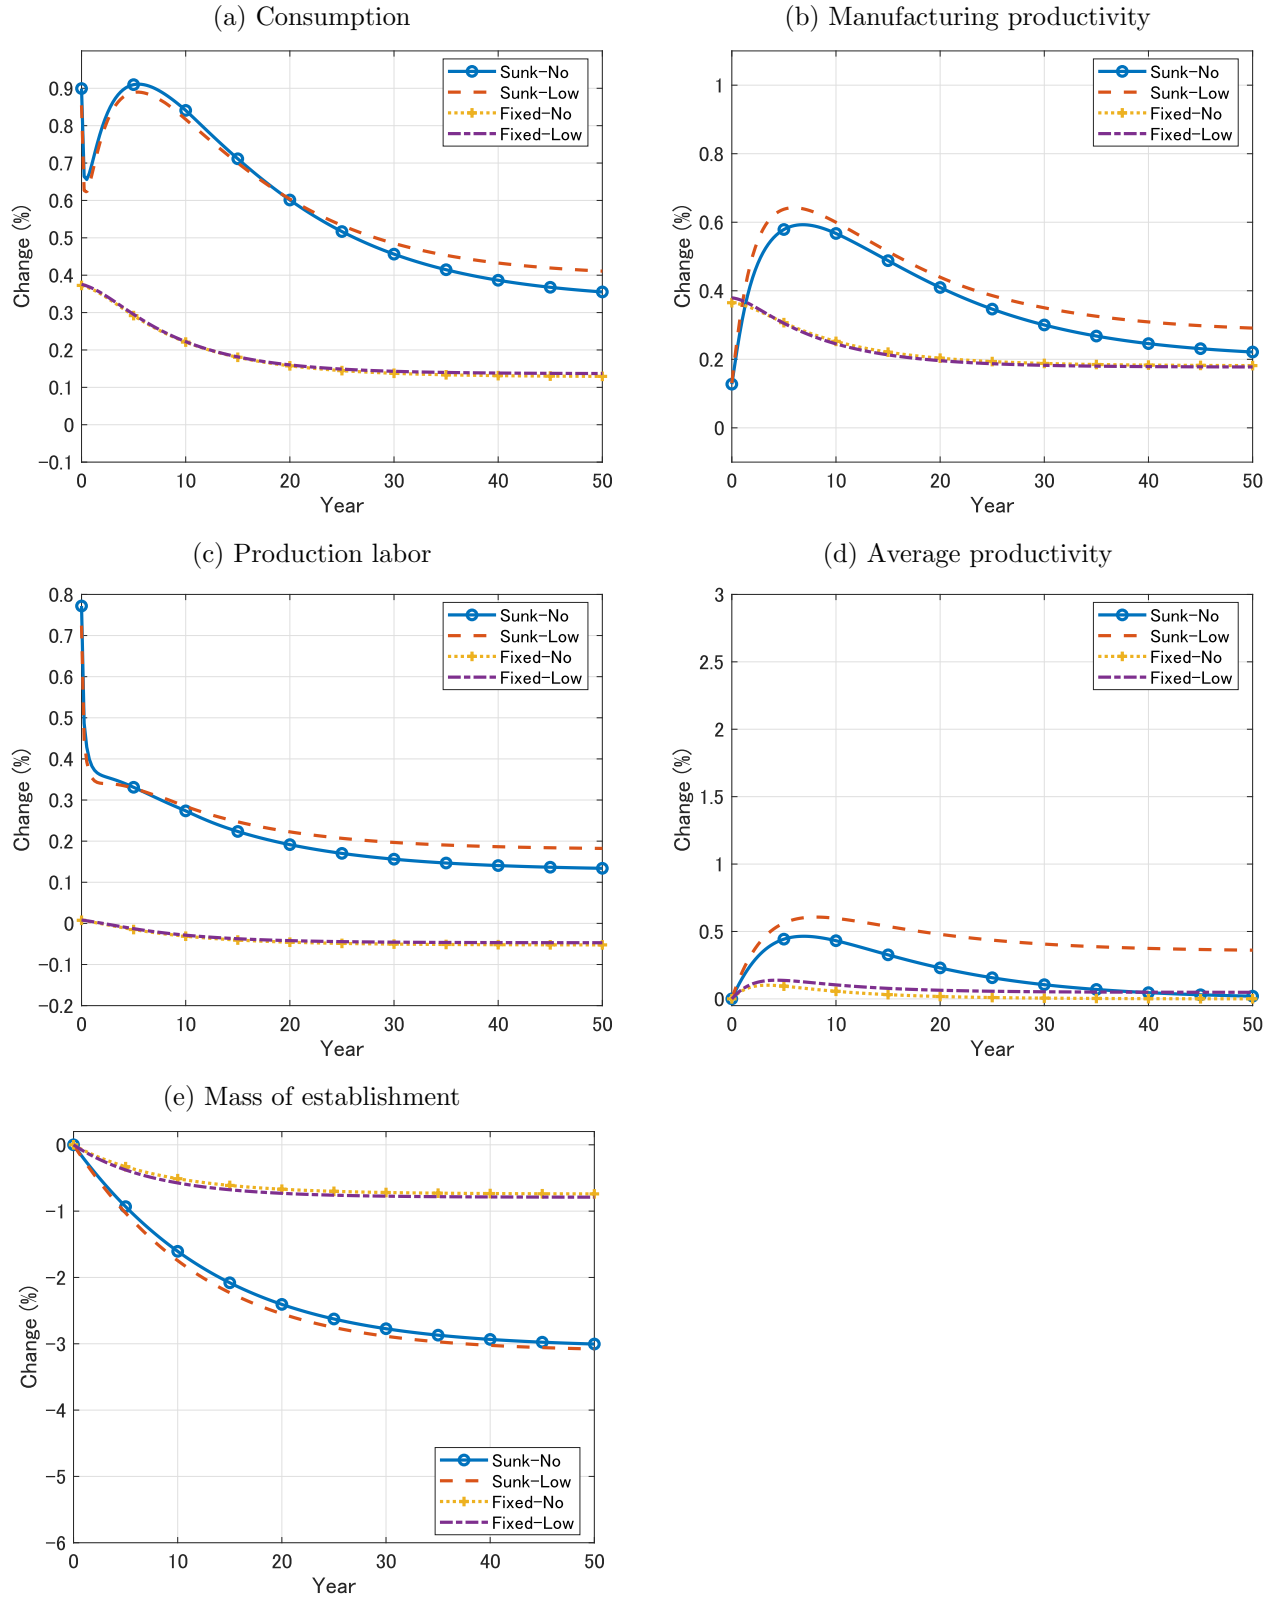 (a) Consumption
Change (%)
0.9
0.8
0.7
0.6
0.5
0.4
0.3
0.2
0.1
0
−0.1
0 10 20 30 40 50
Year
Sunk−No
Sunk−Low
Fixed−No
Fixed−Low
(b) Manufacturing productivity
Change (%)
1
0.8
0.6
0.4
0.2
0
0 10 20 30 40 50
Year
Sunk−No
Sunk−Low
Fixed−No
Fixed−Low
(c) Production labor
Change (%)
0.8
0.7
0.6
0.5
0.4
0.3
0.2
0.1
0
−0.1
−0.2
0 10 20 30 40 50
Year
Sunk−No
Sunk−Low
Fixed−No
Fixed−Low
(d) Average productivity
Change (%)
3
2.5
2
1.5
1
0.5
0
0 10 20 30 40 50
Year
Sunk−No
Sunk−Low
Fixed−No
Fixed−Low
(e) Mass of establishment
Change (%)
0
−1
−2
−3
−4
−5
−6
0 10 20 30 40 50
Year
Sunk−No
Sunk−Low
Fixed−No
Fixed−Low